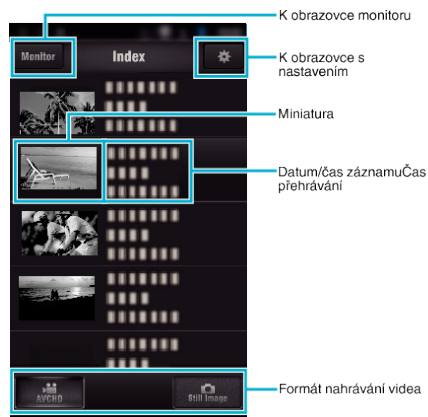 K obrazovce monitoru
Monitor
Index
K obrazovce s
nastavením
Miniatura
Datum/čas záznamuČas
přehrávání
AVCHD
Still Image
Formát nahrávání videa